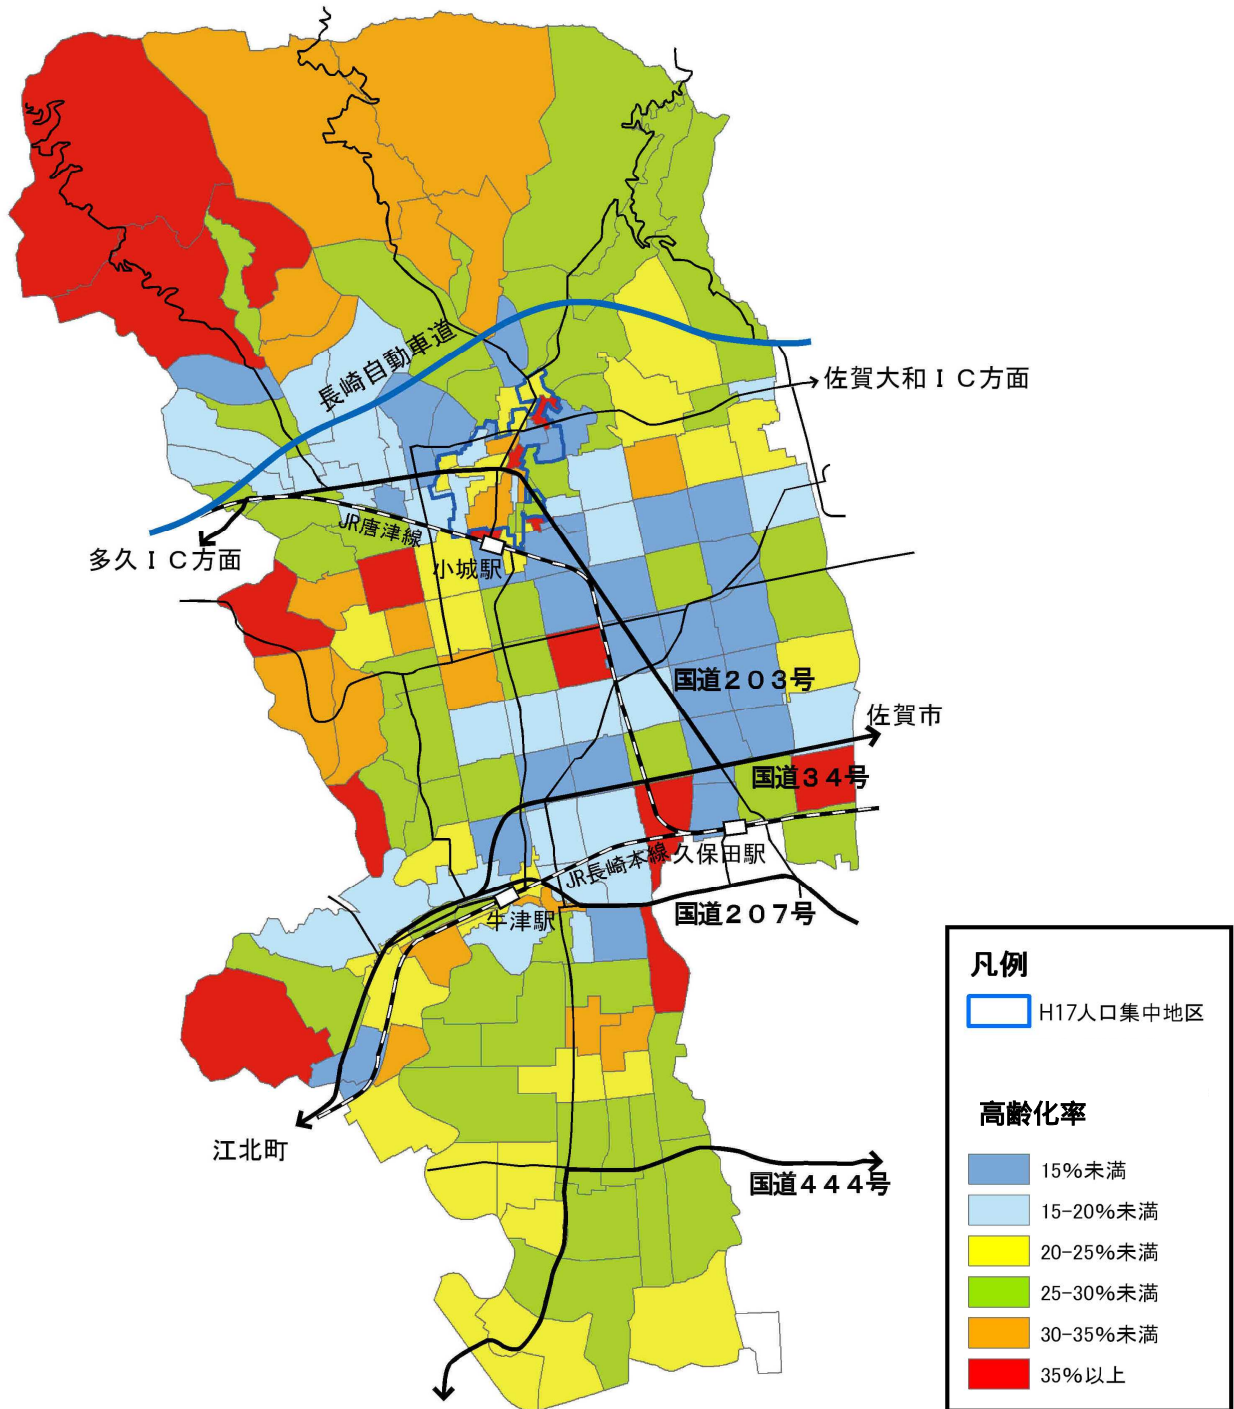 長崎自動車道
佐賀大和ＩＣ方面
JR唐津線
多久ＩＣ方面
小城駅
国道２０３号
佐賀市
国道３４号
JR長崎本線
久保田駅
牛津駅
国道２０７号
江北町
国道４４４号
凡例
H17人口集中地区
高齢化率
15%未満
15-20%未満
20-25%未満
25-30%未満
30-35%未満
35%以上